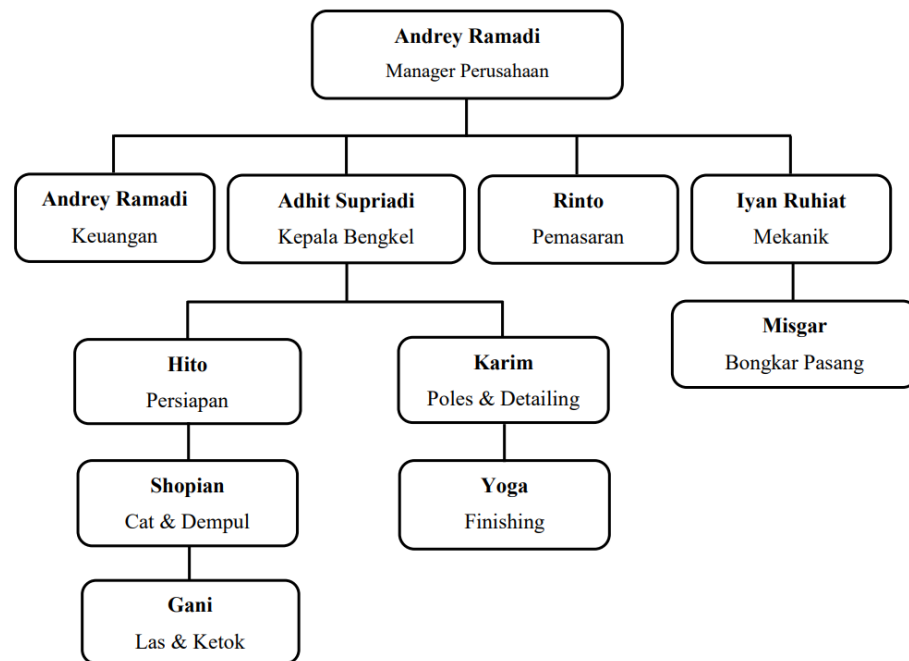 Andrey Ramadi
Manager Perusahaan
Andrey Ramadi
Keuangan
Adhit Supriadi
Kepala Bengkel
Rinto
Pemasaran
Iyan Ruhiat
Mekanik
Misgar
Bongkar Pasang
Hito
Persiapan
Karim
Poles & Detailing
Shopian
Cat & Dempul
Yoga
Finishing
Gani
Las & Ketok